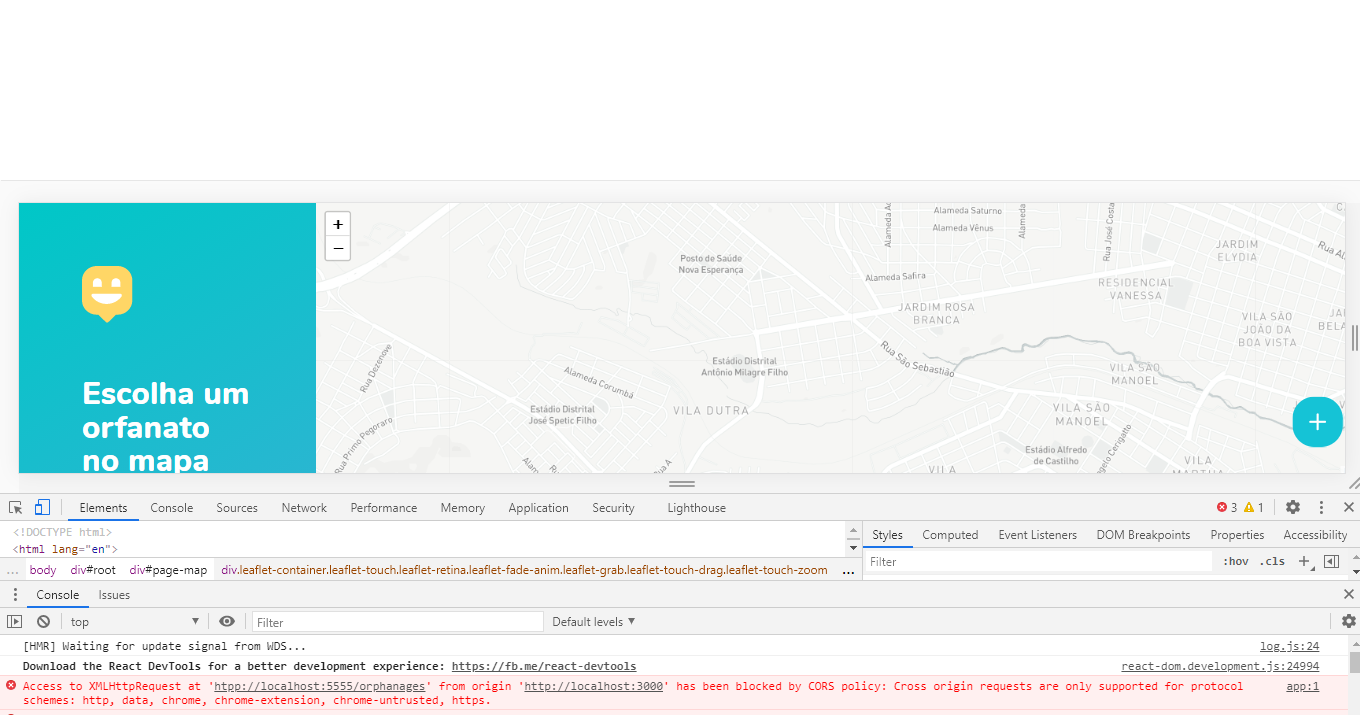 +
−
Escolha um
orfanato
no mapa
Alameda Saturno
Alameda Vênus
Rua José Costa
JARDIM
ELYDIA
Posto de Saúde
Nova Esperança
Alameda Safira
RESIDENCIAL
VANESSA
JARDIM ROSA
BRANCA
VILA SÃO
JOÃO DA
BOA VISTA
Rua São Sebastião
Rua Dezenove
Estádio Distrital
Antônio Milagre Filho
Alameda Corumbá
VILA SÃO
MANOEL
Estádio Distrital
José Spetic Filho
VILA DUTRA
VILA SÃO
MANOEL
Rua Primo Pegoraro
Estádio Alfredo
de Castilho
Rua A
VILA
VILA
+
Elements Console Sources Network Performance Memory Application Security Lighthouse 3 1
<!DOCTYPE html>
<html lang="en">
Styles Computed Event Listeners DOM Breakpoints Properties Accessibility
Filter :hov .cls +
... body div#root div#page-map div.leaflet-container.leaflet-touch.leaflet-retina.leaflet-fade-anim.leaflet-grab.leaflet-touch-drag.leaflet-touch-zoom ...
Console Issues
top Filter Default levels
[HMR] Waiting for update signal from WDS... log.js:24
Download the React DevTools for a better development experience: https://fb.me/react-devtools react-dom.development.js:24994
Access to XMLHttpRequest at 'htpp://localhost:5555/orphanages' from origin 'http://localhost:3000' has been blocked by CORS policy: Cross origin requests are only supported for protocol app:1
schemes: http, data, chrome, chrome-extension, chrome-untrusted, https.